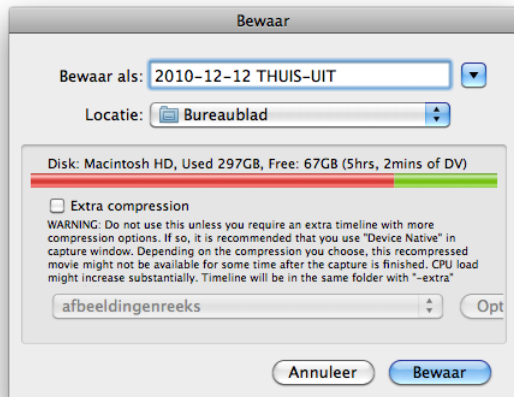 Bewaar
Bewaar als: 2010-12-12 THUIS-UIT
Locatie: Bureaublad
Disk: Macintosh HD, Used 297GB, Free: 67GB (5hrs, 2mins of DV)
Extra compression
WARNING: Do not use this unless you require an extra timeline with more
compression options. If so, it is recommended that you use "Device Native" in
capture window. Depending on the compression you choose, this recompressed
movie might not be available for some time after the capture is finished. CPU load
might increase substantially. Timeline will be in the same folder with "-extra"
afbeeldingenreeks Opt
Annuleer Bewaar